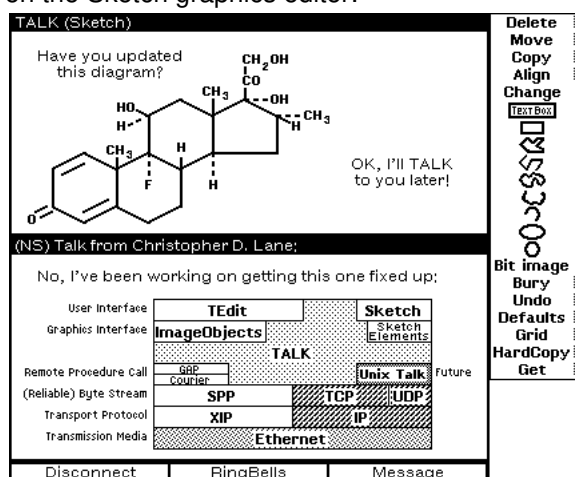 on the Sketch graphics editor.
TALK (Sketch)
Have you updated
this diagram?
CH2OH
CO
CH3
OH
HO
H
CH3
H
CH3
H
F
H
O
OK, I'll TALK
to you later!
(NS) Talk from Christopher D. Lane:
No, I've been working on getting this one fixed up:
User Interface TEdit Sketch
Graphics Interface ImageObjects Sketch
Elements
TALK
Remote Procedure Call GAP Unix Talk Future
Courier
(Reliable) Byte Stream SPP TCP UDP
Transport Protocol XIP IP
Transmission Media Ethernet
Disconnect RingBells Message
Delete
Move
Copy
Align
Change
TEXT BOX
Bit image
Bury
Undo
Defaults
Grid
HardCopy
Get